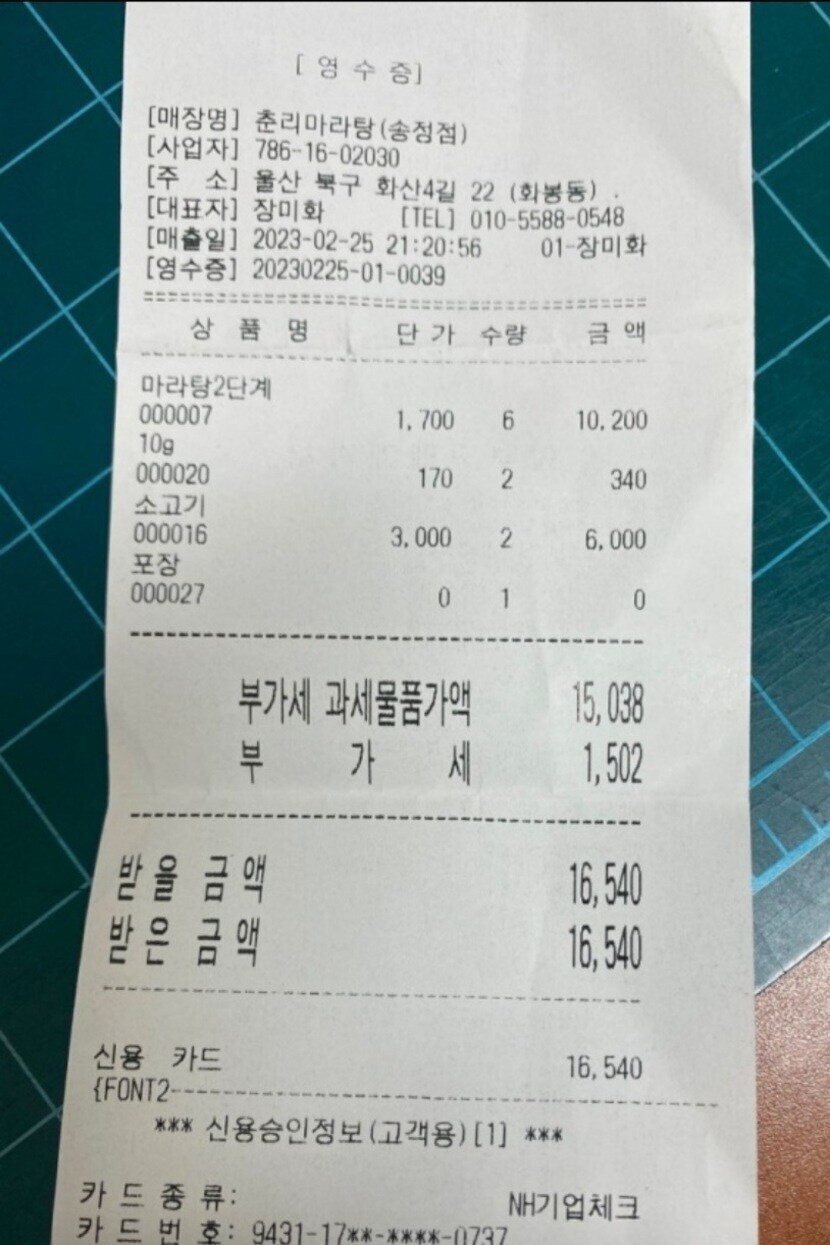 [ 영 수 증]
[매장명] 춘리마라탕(송정점)
[사업자] 786-16-02030
[주 소] 울산 북구 화산4길 22 (화봉동) .
[대표자] 장미화 [TEL] 010-5588-0548
[매출일] 2023-02-25 21:20:56 01-장미화
[영수증] 20230225-01-0039
상 품 명 단 가 수량 금 액
마라탕2단계
000007 1,700 6 10,200
10g
000020 170 2 340
소고기
000016 3,000 2 6,000
포장
000027 0 1 0
부가세 과세물품가액 15,038
부 가 세 1,502
받을 금액 16,540
받은 금액 16,540
신용 카드 16,540
{FONT2
*** 신용승인정보(고객용)[1] ***
카 드 종 류: NH기업체크
카 드 번 호: 9431-17**-****-0737